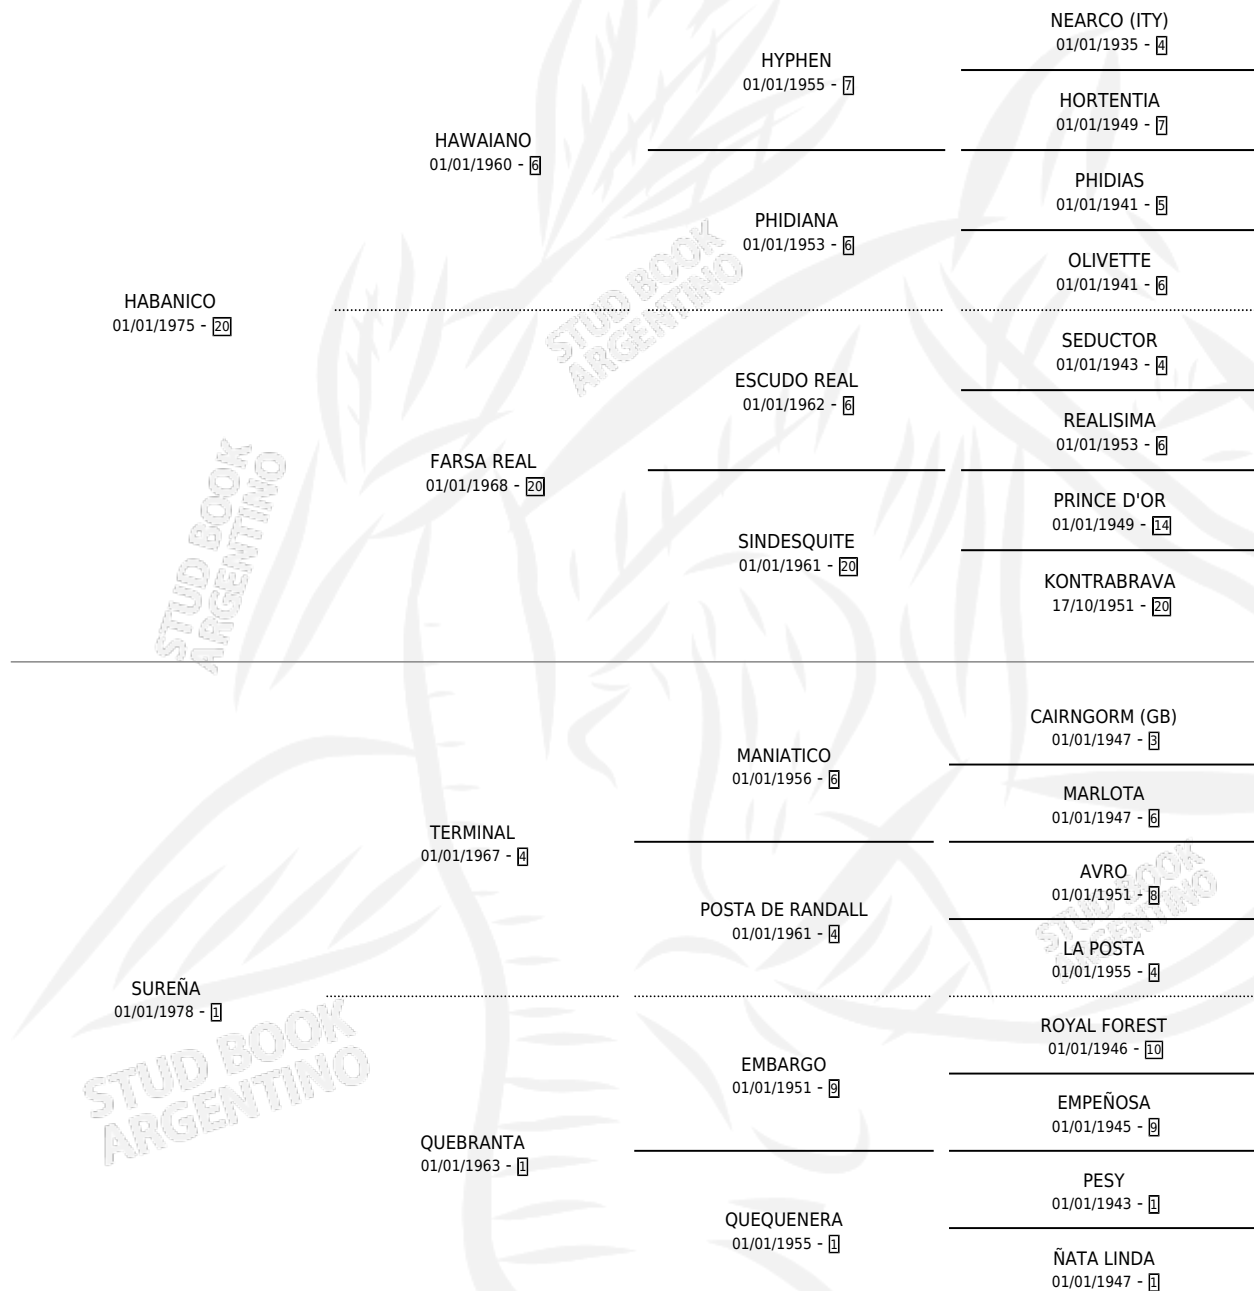 NEARCO (ITY)
01/01/1935 - 4
HYPHEN
01/01/1955 - 7
HORTENTIA
01/01/1949 - 7
HAWAIANO
01/01/1960 - 6
PHIDIAS
01/01/1941 - 5
PHIDIANA
01/01/1953 - 6
OLIVETTE
01/01/1941 - 6
HABANICO
01/01/1975 - 20
SEDUCTOR
01/01/1943 - 4
ESCUDO REAL
01/01/1962 - 6
REALISIMA
01/01/1953 - 6
FARSA REAL
01/01/1968 - 20
PRINCE D'OR
01/01/1949 - 14
SINDESQUITE
01/01/1961 - 20
KONTRABRAVA
17/10/1951 - 20
CAIRNGORM (GB)
01/01/1947 - 3
MANIATICO
01/01/1956 - 6
MARLOTA
01/01/1947 - 6
TERMINAL
01/01/1967 - 4
AVRO
01/01/1951 - 8
POSTA DE RANDALL
01/01/1961 - 4
LA POSTA
01/01/1955 - 4
SUREÑA
01/01/1978 - 1
ROYAL FOREST
01/01/1946 - 10
EMBARGO
01/01/1951 - 9
EMPEÑOSA
01/01/1945 - 9
QUEBRANTA
01/01/1963 - 1
PESY
01/01/1943 - 1
QUEQUENERA
01/01/1955 - 1
ÑATA LINDA
01/01/1947 - 1
STUD BOOK
ARGENTINO
STUD BOOK
ARGENTINO
STUD BOOK
ARGENTINO
STUD BOOK
ARGENTINO